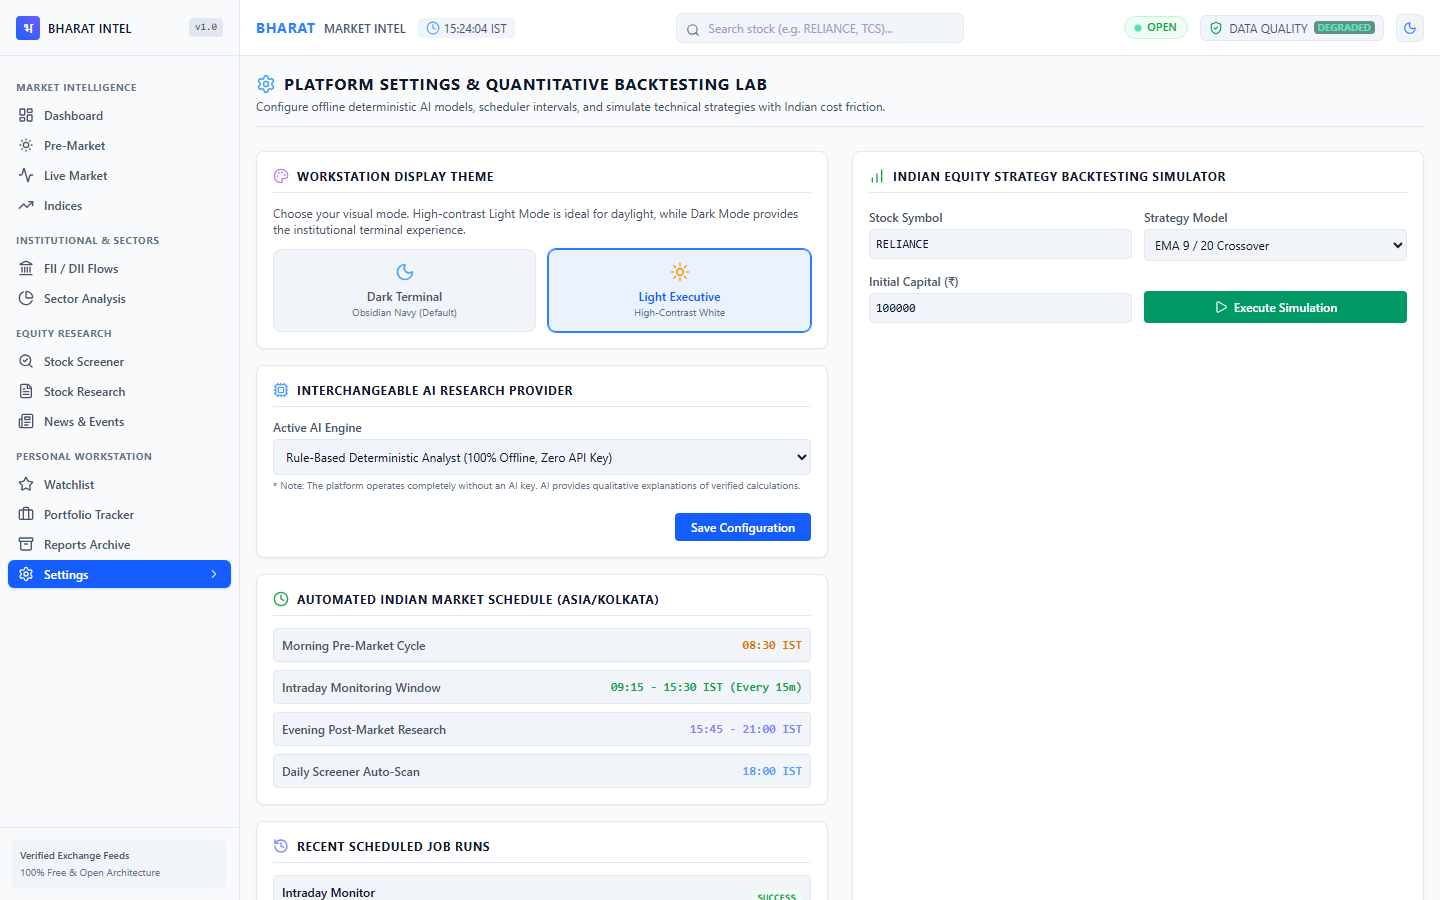 भ
BHARAT INTEL
v1.0
MARKET INTELLIGENCE
Dashboard
Pre-Market
Live Market
Indices
INSTITUTIONAL & SECTORS
FII / DII Flows
Sector Analysis
EQUITY RESEARCH
Stock Screener
Stock Research
News & Events
PERSONAL WORKSTATION
Watchlist
Portfolio Tracker
Reports Archive
Settings
Verified Exchange Feeds
100% Free & Open Architecture
BHARAT MARKET INTEL
15:24:04 IST
Search stock (e.g. RELIANCE, TCS)...
OPEN
DATA QUALITY DEGRADED
PLATFORM SETTINGS & QUANTITATIVE BACKTESTING LAB
Configure offline deterministic AI models, scheduler intervals, and simulate technical strategies with Indian cost friction.
WORKSTATION DISPLAY THEME
Choose your visual mode. High-contrast Light Mode is ideal for daylight, while Dark Mode provides
the institutional terminal experience.
Dark Terminal
Obsidian Navy (Default)
Light Executive
High-Contrast White
INTERCHANGEABLE AI RESEARCH PROVIDER
Active AI Engine
Rule-Based Deterministic Analyst (100% Offline, Zero API Key)
* Note: The platform operates completely without an AI key. AI provides qualitative explanations of verified calculations.
Save Configuration
AUTOMATED INDIAN MARKET SCHEDULE (ASIA/KOLKATA)
Morning Pre-Market Cycle 08:30 IST
Intraday Monitoring Window 09:15 - 15:30 IST (Every 15m)
Evening Post-Market Research 15:45 - 21:00 IST
Daily Screener Auto-Scan 18:00 IST
RECENT SCHEDULED JOB RUNS
Intraday Monitor
SUCCESS
INDIAN EQUITY STRATEGY BACKTESTING SIMULATOR
Stock Symbol
RELIANCE
Strategy Model
EMA 9 / 20 Crossover
Initial Capital (₹)
100000
Execute Simulation